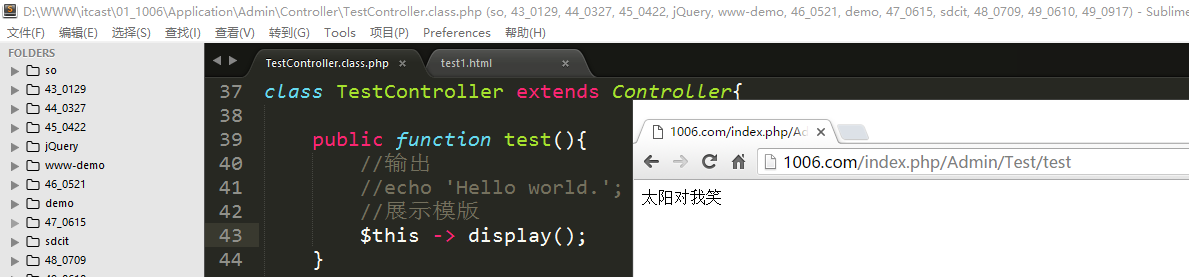 D:\WWW\itcast\01_1006\Application\Admin\Controller\TestController.class.php (so, 43_0129, 44_0327, 45_0422, jQuery, www-demo, 46_0521, demo, 47_0615, sdcit, 48_0709, 49_0610, 49_0917) - Sublime
文件(F) 编辑(E) 选择(S) 查找(I) 查看(V) 转到(G) Tools 项目(P) Preferences 帮助(H)
FOLDERS
so
43_0129
44_0327
45_0422
jQuery
www-demo
46_0521
demo
47_0615
sdcit
48_0709
TestController.class.php ×
test1.html ×
37 class TestController extends Controller{
38
39 public function test(){
40 //输出
41 //echo 'Hello world.';
42 //展示模版
43 $this -> display();
44 }
1006.com/index.php/Ad ×
1006.com/index.php/Admin/Test/test
太阳对我笑